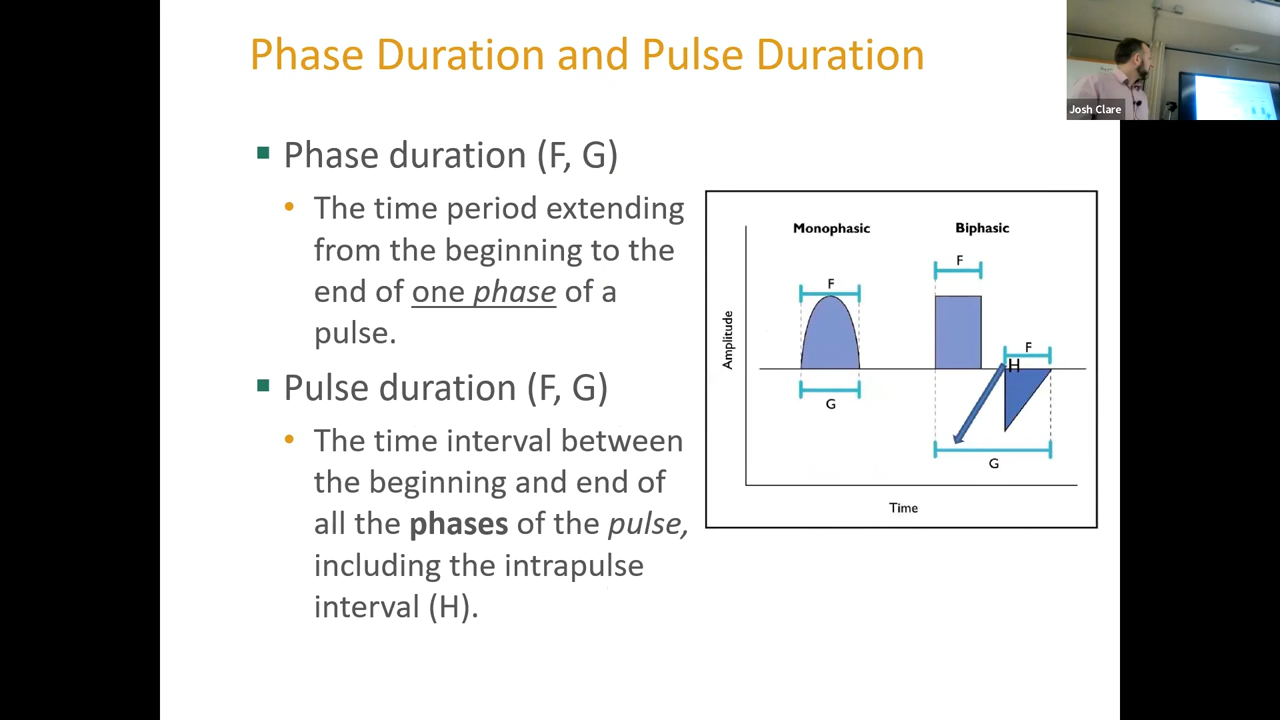 Phase Duration and Pulse Duration
Josh Clare
Phase duration (F, G)
The time period extending
from the beginning to the
end of one phase of a
pulse.
Pulse duration (F, G)
The time interval between
the beginning and end of
all the phases of the pulse,
including the intrapulse
interval (H).
Monophasic
Biphasic
F
F
F
H
G
G
Amplitude
Time